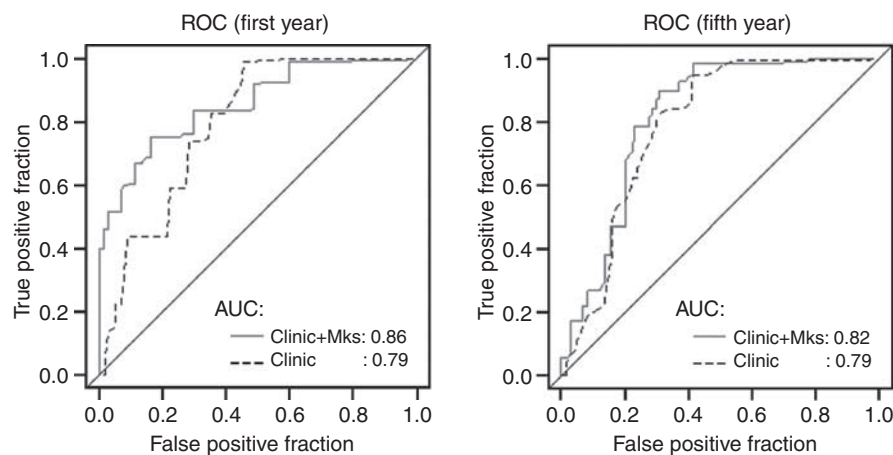 ROC (first year)
True positive fraction
1.0
0.8
0.6
0.4
0.2
0.0
AUC:
Clinic+Mks: 0.86
Clinic : 0.79
0.0 0.2 0.4 0.6 0.8 1.0
False positive fraction
ROC (fifth year)
True positive fraction
1.0
0.8
0.6
0.4
0.2
0.0
AUC:
Clinic+Mks: 0.82
Clinic : 0.79
0.0 0.2 0.4 0.6 0.8 1.0
False positive fraction